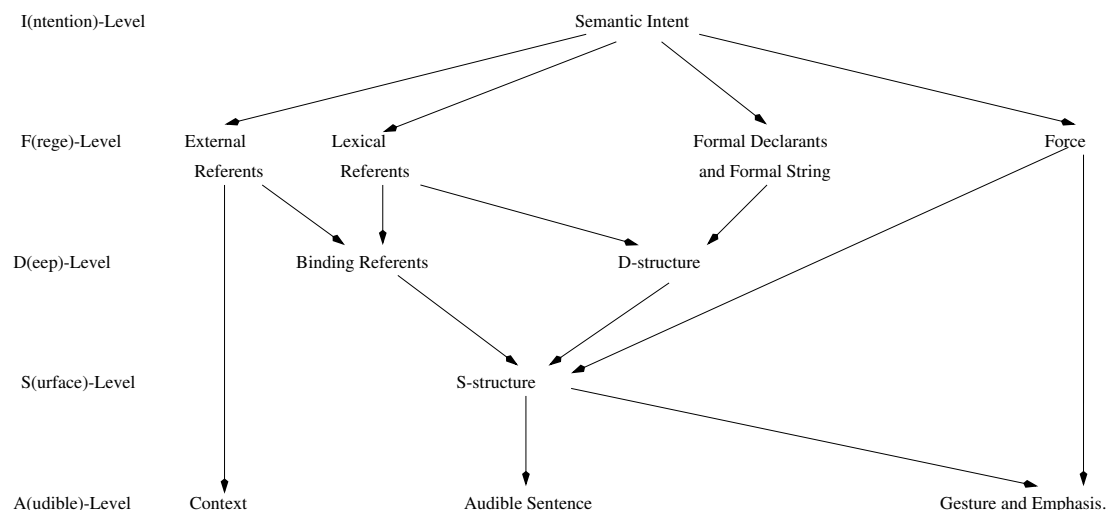 I(ntention)-Level Semantic Intent
F(rege)-Level External Lexical Formal Declarants Force
Referents Referents and Formal String
D(eep)-Level Binding Referents D-structure
S(urface)-Level S-structure
A(udible)-Level Context Audible Sentence Gesture and Emphasis.